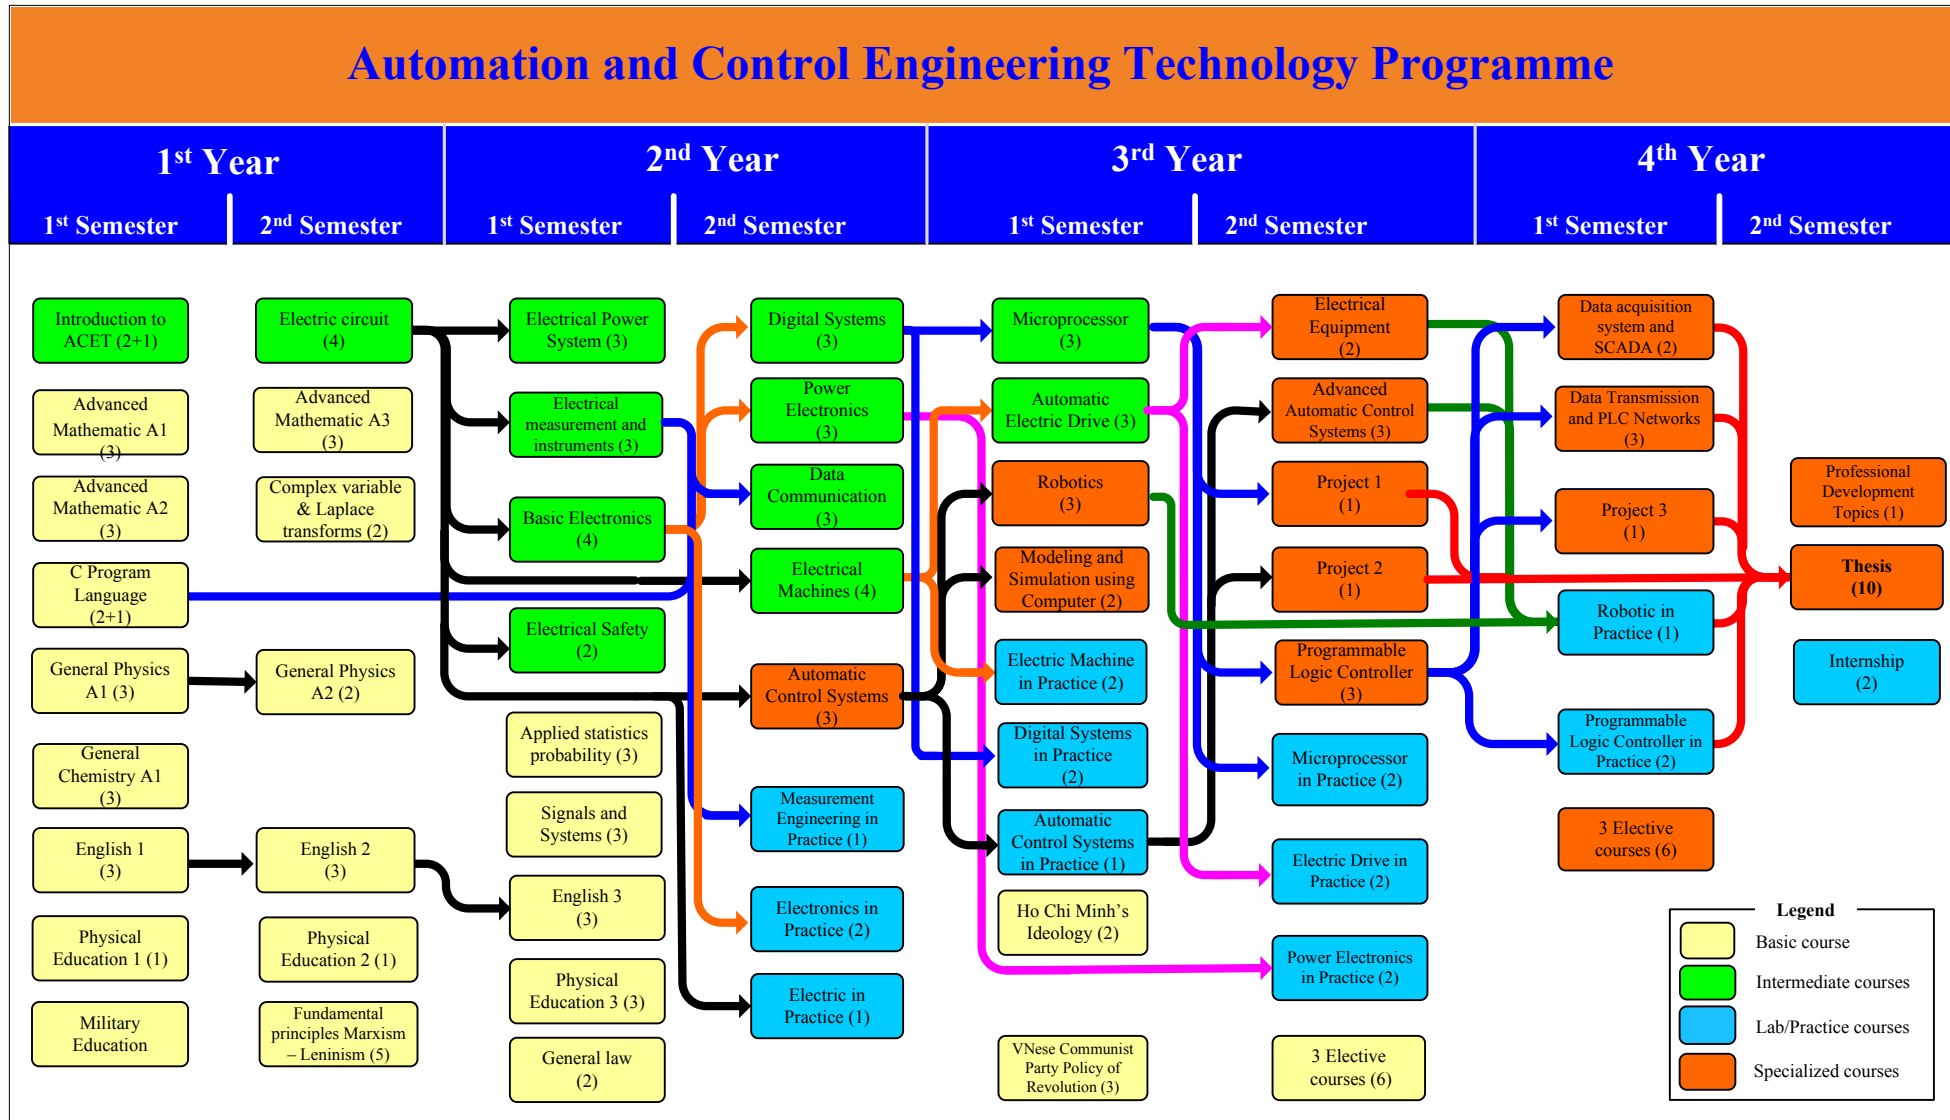 Automation and Control Engineering Technology Programme
1st Year
2nd Year
3rd Year
4th Year
1st Semester
2nd Semester
1st Semester
2nd Semester
1st Semester
2nd Semester
1st Semester
2nd Semester
Introduction to
ACET (2+1)
Advanced
Mathematic A1
(3)
Advanced
Mathematic A2
(3)
C Program
Language
(2+1)
General Physics
A1 (3)
General
Chemistry A1
(3)
English 1
(3)
Physical
Education 1 (1)
Military
Education
Electric circuit
(4)
Advanced
Mathematic A3
(3)
Complex variable
& Laplace
transforms (2)
General Physics
A2 (2)
English 2
(3)
Physical
Education 2 (1)
Fundamental
principles Marxism
– Leninism (5)
Electrical Power
System (3)
Electrical
measurement and
instruments (3)
Basic Electronics
(4)
Electrical Safety
(2)
Applied statistics
probability (3)
Signals and
Systems (3)
English 3
(3)
Physical
Education 3 (3)
General law
(2)
Digital Systems
(3)
Power
Electronics
(3)
Data
Communication
(3)
Electrical
Machines (4)
Automatic
Control Systems
(3)
Measurement
Engineering in
Practice (1)
Electronics in
Practice (2)
Electric in
Practice (1)
Microprocessor
(3)
Automatic
Electric Drive (3)
Robotics
(3)
Modeling and
Simulation using
Computer (2)
Electric Machine
in Practice (2)
Digital Systems
in Practice
(2)
Automatic
Control Systems
in Practice (1)
Ho Chi Minh's
Ideology (2)
VNese Communist
Party Policy of
Revolution (3)
Electrical
Equipment
(2)
Advanced
Automatic Control
Systems (3)
Project 1
(1)
Project 2
(1)
Programmable
Logic Controller
(3)
Microprocessor
in Practice (2)
Electric Drive in
Practice (2)
Power Electronics
in Practice (2)
3 Elective
courses (6)
Data acquisition
system and
SCADA (2)
Data Transmission
and PLC Networks
(3)
Project 3
(1)
Robotic in
Practice (1)
Programmable
Logic Controller in
Practice (2)
3 Elective
courses (6)
Professional
Development
Topics (1)
Thesis
(10)
Internship
(2)
Legend
Basic course
Intermediate courses
Lab/Practice courses
Specialized courses